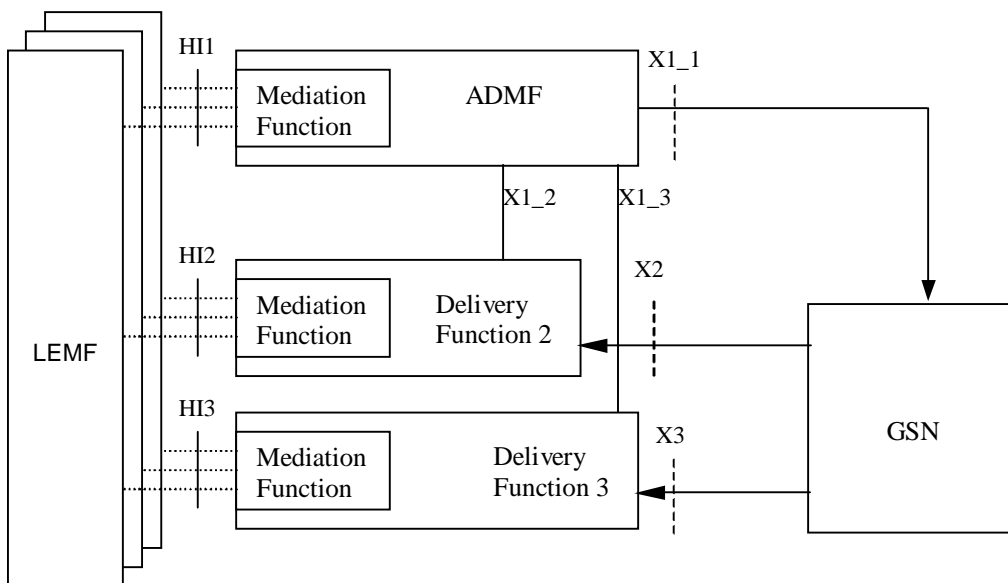 HI1
Mediation
Function
ADMF
X1_1
X1_2
X1_3
HI2
Mediation
Function
Delivery
Function 2
X2
LEMF
HI3
Mediation
Function
Delivery
Function 3
X3
GSN